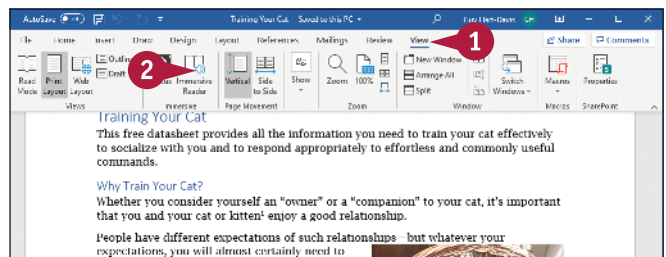 AutoSave Training Your Cat Saved to this PC
File Home Insert Draw Design Layout References Mailings Review View Share Comments
1
Read Mode Print Layout Web Layout Outline Draft Immersive Reader Vertical Side to Side Show Zoom 100% New Window Arrange All Split Switch Windows Macros Properties
2
Views Immersive Page Movement Zoom Window Macros SharePoint
Training Your Cat
This free datasheet provides all the information you need to train your cat effectively
to socialize with you and to respond appropriately to effortless and commonly useful
commands.
Why Train Your Cat?
Whether you consider yourself an “owner” or a “companion” to your cat, it's important
that you and your cat or kitten¹ enjoy a good relationship.
People have different expectations of such relationships—but whatever your
expectations, you will almost certainly need to